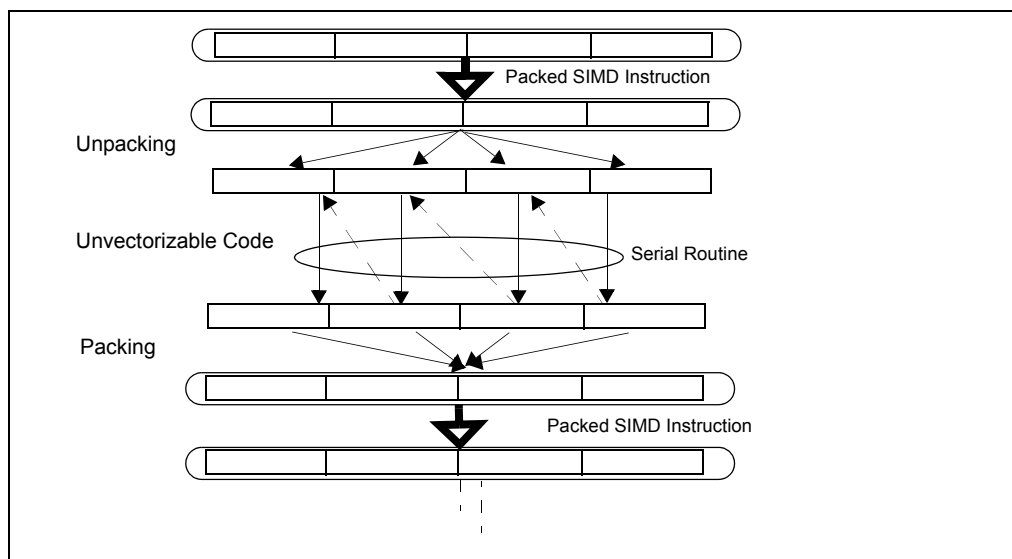 Packed SIMD Instruction
Unpacking
Unvectorizable Code
Serial Routine
Packing
Packed SIMD Instruction